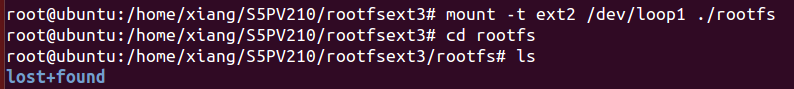 root@ubuntu:/home/xiang/S5PV210/rootfsext3# mount -t ext2 /dev/loop1 ./rootfs
root@ubuntu:/home/xiang/S5PV210/rootfsext3# cd rootfs
root@ubuntu:/home/xiang/S5PV210/rootfsext3/rootfs# ls
lost+found